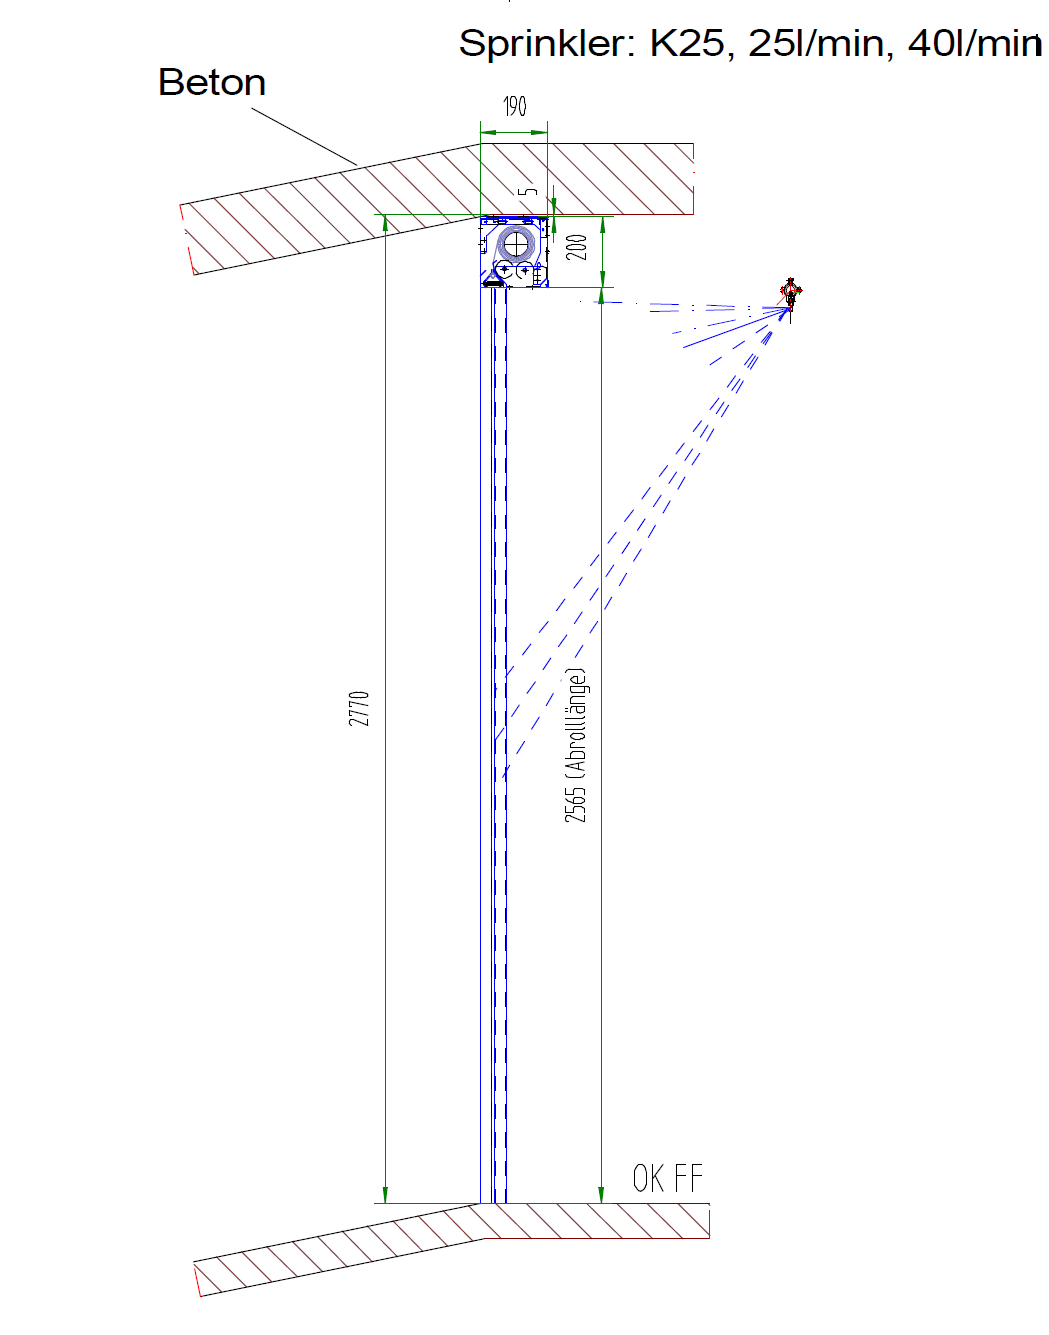 Sprinkler: K25, 25l/min, 40l/min
Beton
190
5
200
2770
2565 (Abrolllänge)
OK FF